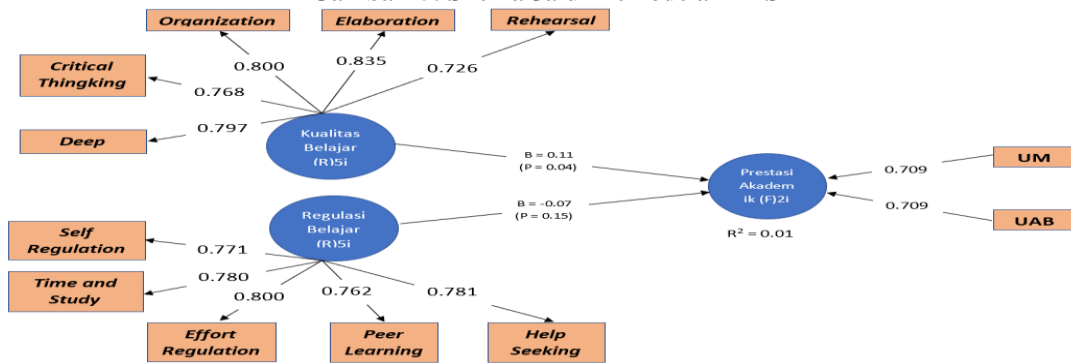 Organization
Elaboration
Rehearsal
0.800
0.835
0.726
Critical
Thingking
0.768
Deep
0.797
Kualitas
Belajar
(R)5i
B = 0.11
(P = 0.04)
Prestasi
Akadem
ik (F)2i
0.709
UM
0.709
UAB
R² = 0.01
Regulasi
Belajar
(R)5i
B = -0.07
(P = 0.15)
Self
Regulation
0.771
Time and
Study
0.780
0.800
0.762
0.781
Effort
Regulation
Peer
Learning
Help
Seeking